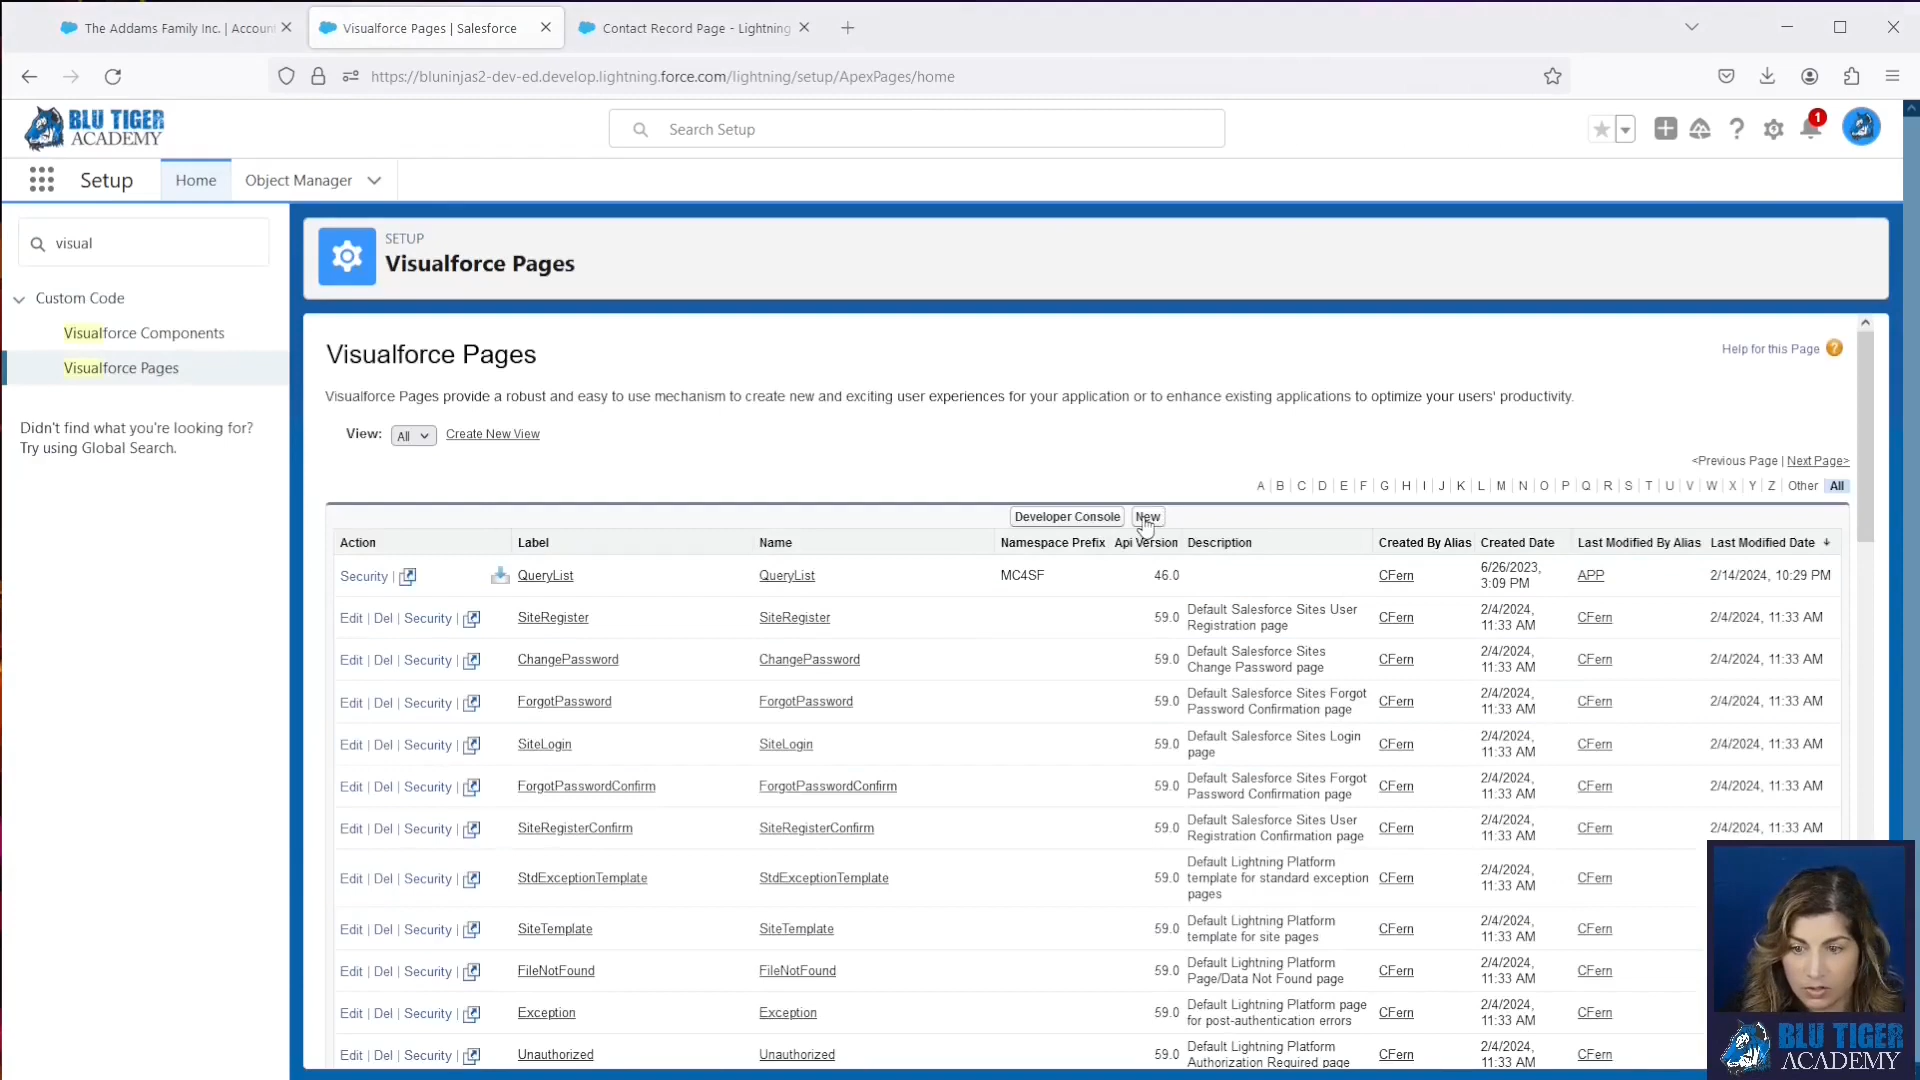 The Addams Family Inc. | Accoun
Visualforce Pages | Salesforce
Contact Record Page - Lightning
https://bluninjas2-dev-ed.develop.lightning.force.com/lightning/setup/ApexPages/home
BLU TIGER
ACADEMY
Search Setup
1
Setup
Home
Object Manager
visual
Custom Code
Visualforce Components
Visualforce Pages
Didn't find what you're looking for?
Try using Global Search.
SETUP
Visualforce Pages
Visualforce Pages
Help for this Page
Visualforce Pages provide a robust and easy to use mechanism to create new and exciting user experiences for your application or to enhance existing applications to optimize your users' productivity.
View: All Create New View
<Previous Page | Next Page>
A | B | C | D | E | F | G | H | I | J | K | L | M | N | O | P | Q | R | S | T | U | V | W | X | Y | Z | Other All
Developer Console New
Action Label Name Namespace Prefix Api Version Description Created By Alias Created Date Last Modified By Alias Last Modified Date
Security | QueryList QueryList MC4SF 46.0 CFern 6/26/2023, APP 2/14/2024, 10:29 PM
3:09 PM
Edit | Del | Security | SiteRegister SiteRegister 59.0 Default Salesforce Sites User CFern 2/4/2024, CFern 2/4/2024, 11:33 AM
Registration page 11:33 AM
Edit | Del | Security | ChangePassword ChangePassword 59.0 Default Salesforce Sites CFern 2/4/2024, CFern 2/4/2024, 11:33 AM
Change Password page 11:33 AM
Edit | Del | Security | ForgotPassword ForgotPassword 59.0 Default Salesforce Sites Forgot CFern 2/4/2024, CFern 2/4/2024, 11:33 AM
Password Confirmation page 11:33 AM
Edit | Del | Security | SiteLogin SiteLogin 59.0 Default Salesforce Sites Login CFern 2/4/2024, CFern 2/4/2024, 11:33 AM
page 11:33 AM
Edit | Del | Security | ForgotPasswordConfirm ForgotPasswordConfirm 59.0 Default Salesforce Sites Forgot CFern 2/4/2024, CFern 2/4/2024, 11:33 AM
Password Confirmation page 11:33 AM
Edit | Del | Security | SiteRegisterConfirm SiteRegisterConfirm 59.0 Default Salesforce Sites User CFern 2/4/2024, CFern 2/4/2024, 11:33 AM
Registration Confirmation page 11:33 AM
Edit | Del | Security | StdExceptionTemplate StdExceptionTemplate 59.0 Default Lightning Platform CFern 2/4/2024, CFern
template for standard exception 11:33 AM
pages
Edit | Del | Security | SiteTemplate SiteTemplate 59.0 Default Lightning Platform CFern 2/4/2024, CFern
template for site pages 11:33 AM
Edit | Del | Security | FileNotFound FileNotFound 59.0 Default Lightning Platform CFern 2/4/2024, CFern
Page/Data Not Found page 11:33 AM
Edit | Del | Security | Exception Exception 59.0 Default Lightning Platform page CFern 2/4/2024, CFern
for post-authentication errors 11:33 AM
Edit | Del | Security | Unauthorized Unauthorized 59.0 Default Lightning Platform CFern 2/4/2024, CFern
Authorization Required page 11:33 AM
BLU TIGER
ACADEMY